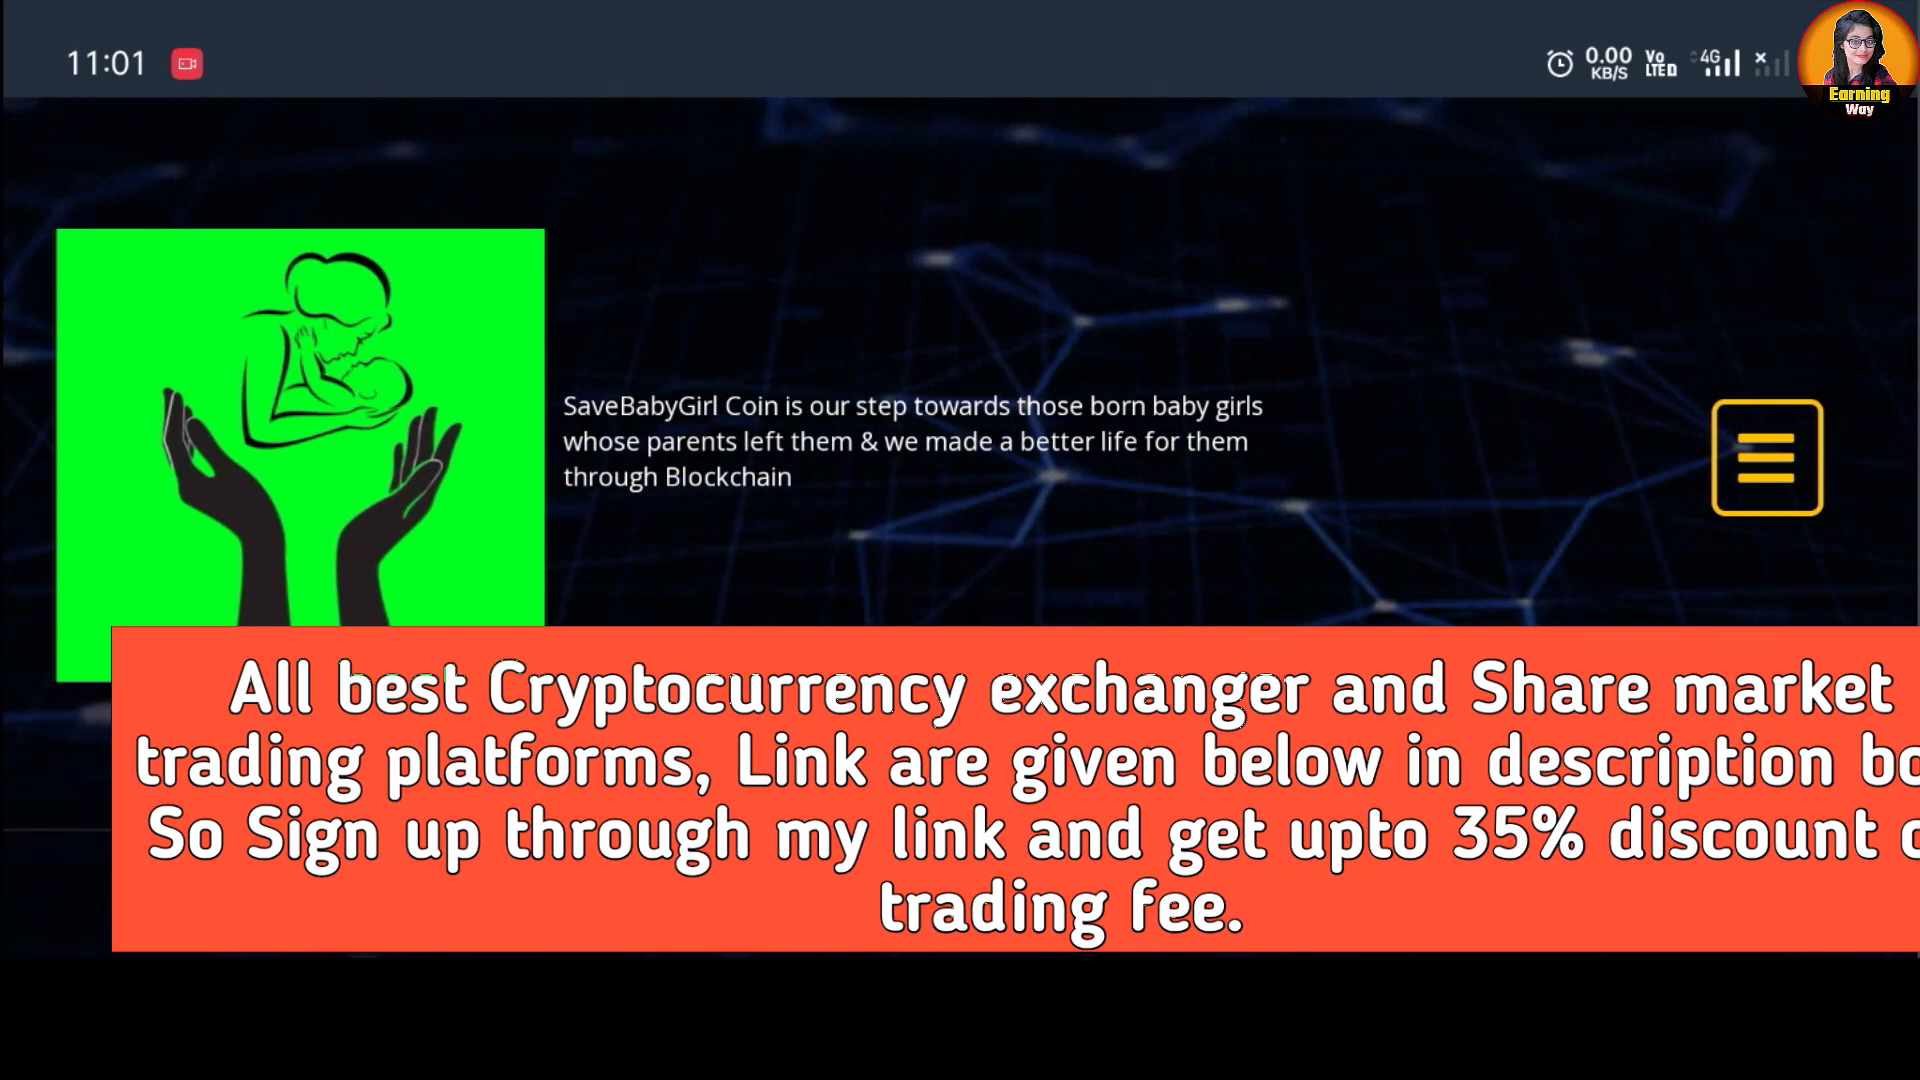 11:01
0.00
KB/S
Vo
LTE
4G
Earning
Way
SaveBabyGirl Coin is our step towards those born baby girls
whose parents left them & we made a better life for them
through Blockchain
All best Cryptocurrency exchanger and Share market
trading platforms, Link are given below in description
So Sign up through my link and get upto 35% discount
trading fee.